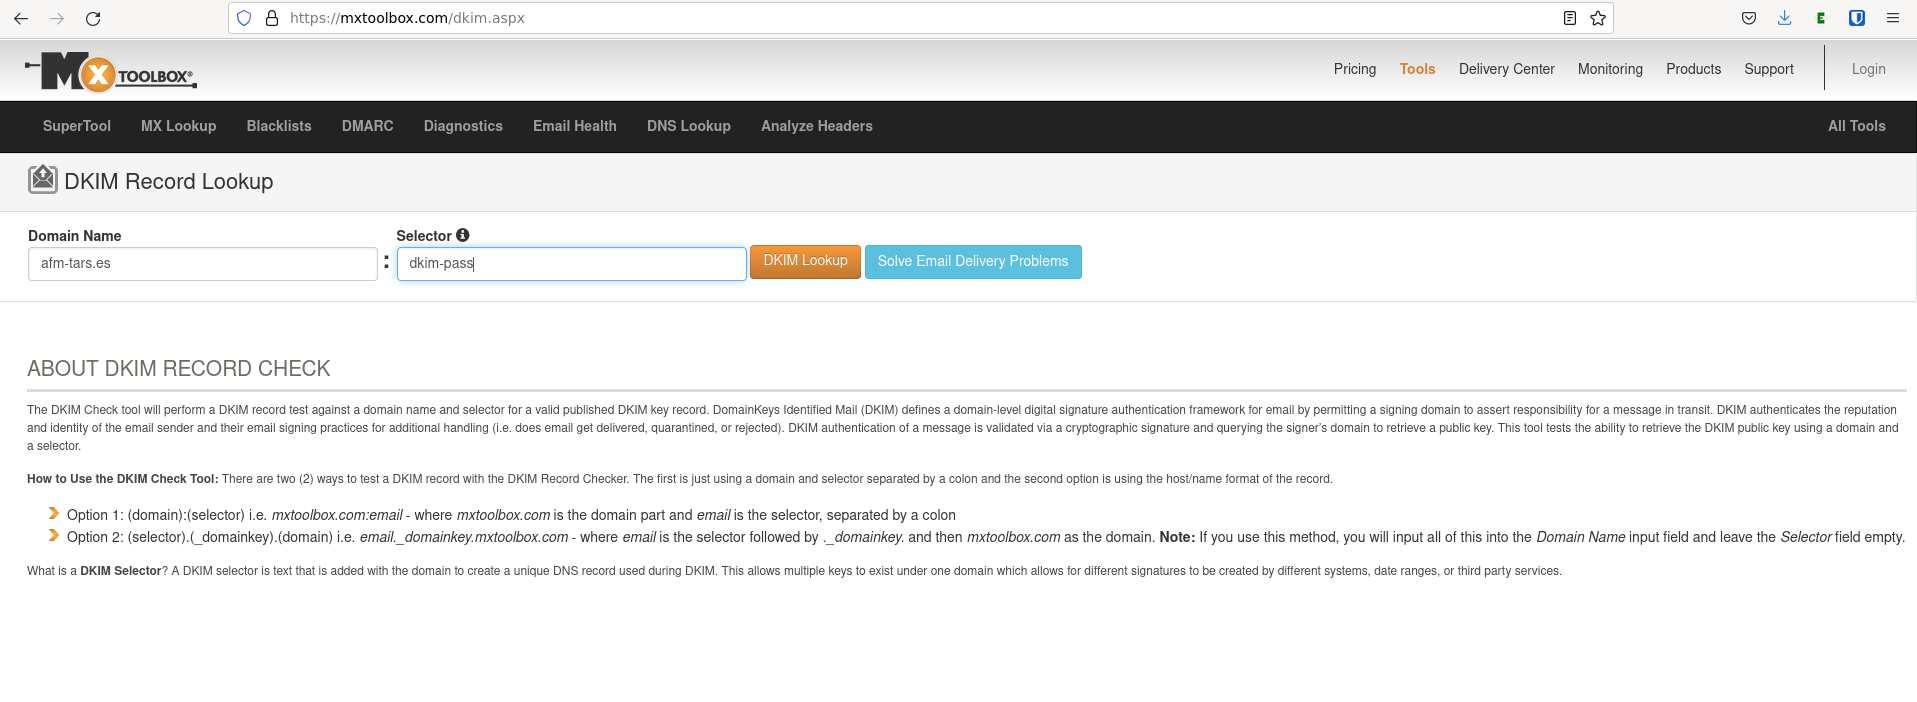 https://mxtoolbox.com/dkim.aspx
MX TOOLBOX®
Pricing Tools Delivery Center Monitoring Products Support Login
SuperTool MX Lookup Blacklists DMARC Diagnostics Email Health DNS Lookup Analyze Headers All Tools
DKIM Record Lookup
Domain Name Selector
afm-tars.es : dkim-pass DKIM Lookup Solve Email Delivery Problems
ABOUT DKIM RECORD CHECK
The DKIM Check tool will perform a DKIM record test against a domain name and selector for a valid published DKIM key record. DomainKeys Identified Mail (DKIM) defines a domain-level digital signature authentication framework for email by permitting a signing domain to assert responsibility for a message in transit. DKIM authenticates the reputation
and identity of the email sender and their email signing practices for additional handling (i.e. does email get delivered, quarantined, or rejected). DKIM authentication of a message is validated via a cryptographic signature and querying the signer's domain to retrieve a public key. This tool tests the ability to retrieve the DKIM public key using a domain and
a selector.
How to Use the DKIM Check Tool: There are two (2) ways to test a DKIM record with the DKIM Record Checker. The first is just using a domain and selector separated by a colon and the second option is using the host/name format of the record.
Option 1: (domain):(selector) i.e. mxtoolbox.com:email - where mxtoolbox.com is the domain part and email is the selector, separated by a colon
Option 2: (selector).(_domainkey).(domain) i.e. email._domainkey.mxtoolbox.com - where email is the selector followed by ._domainkey. and then mxtoolbox.com as the domain. Note: If you use this method, you will input all of this into the Domain Name input field and leave the Selector field empty.
What is a DKIM Selector? A DKIM selector is text that is added with the domain to create a unique DNS record used during DKIM. This allows multiple keys to exist under one domain which allows for different signatures to be created by different systems, date ranges, or third party services.